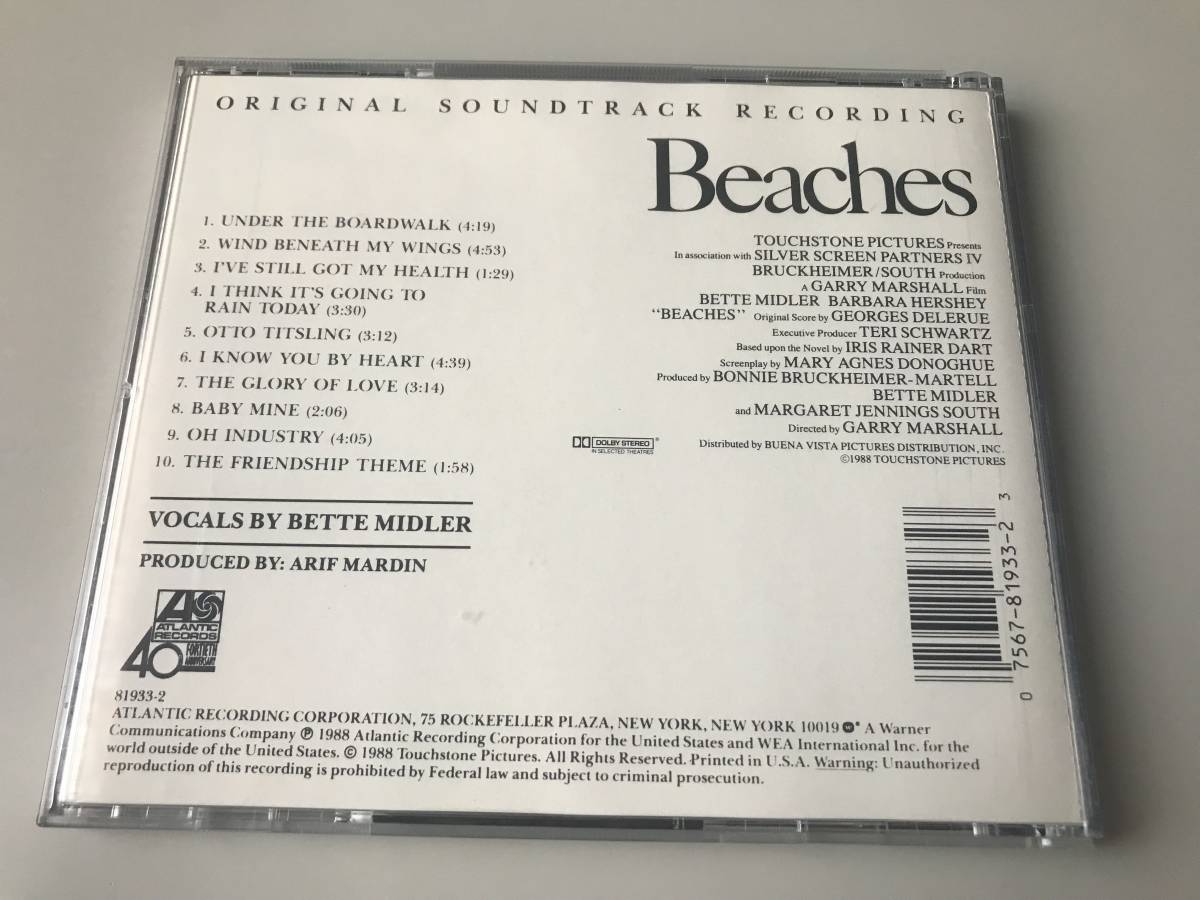 ORIGINAL SOUNDTRACK RECORDING
Beaches
1. UNDER THE BOARDWALK (4:19)
2. WIND BENEATH MY WINGS (4:53)
3. I'VE STILL GOT MY HEALTH (1:29)
4. I THINK IT'S GOING TO
RAIN TODAY (3:30)
5. OTTO TITSLING (3:12)
6. I KNOW YOU BY HEART (4:39)
7. THE GLORY OF LOVE (3:14)
8. BABY MINE (2:06)
9. OH INDUSTRY (4:05)
10. THE FRIENDSHIP THEME (1:58)
VOCALS BY BETTE MIDLER
PRODUCED BY: ARIF MARDIN
TOUCHSTONE PICTURES Presents
In association with SILVER SCREEN PARTNERS IV
BRUCKHEIMER/SOUTH Production
A GARRY MARSHALL Film
BETTE MIDLER BARBARA HERSHEY
"BEACHES" Original Score by GEORGES DELERUE
Executive Producer TERI SCHWARTZ
Based upon the Novel by IRIS RAINER DART
Screenplay by MARY AGNES DONOGHUE
Produced by BONNIE BRUCKHEIMER-MARTELL
BETTE MIDLER
and MARGARET JENNINGS SOUTH
Directed by GARRY MARSHALL
DOLBY STEREO
IN SELECTED THEATRES
Distributed by BUENA VISTA PICTURES DISTRIBUTION, INC.
©1988 TOUCHSTONE PICTURES
0 7567-81933-2 3
ATLANTIC
RECORDS
40
FORTIETH
ANNIVERSARY
81933-2
ATLANTIC RECORDING CORPORATION, 75 ROCKEFELLER PLAZA, NEW YORK, NEW YORK 10019 A Warner
Communications Company ℗ 1988 Atlantic Recording Corporation for the United States and WEA International Inc. for the
world outside of the United States. © 1988 Touchstone Pictures. All Rights Reserved. Printed in U.S.A. Warning: Unauthorized
reproduction of this recording is prohibited by Federal law and subject to criminal prosecution.